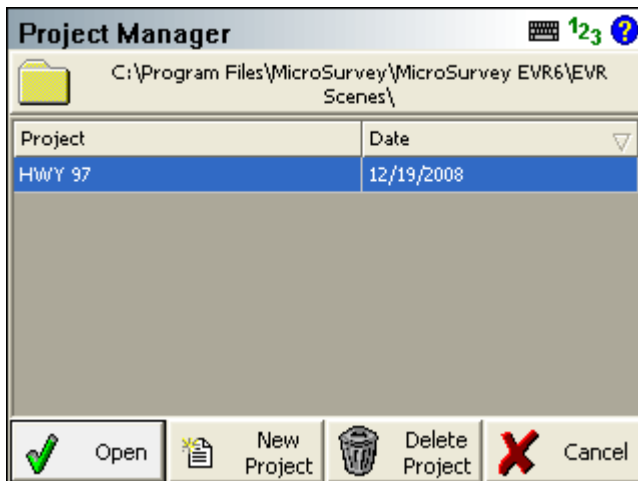 Project Manager
123
?
C:\Program Files\MicroSurvey\MicroSurvey EVR6\EVR
Scenes\
Project Date
HWY 97 12/19/2008
Open
New
Project
Delete
Project
Cancel